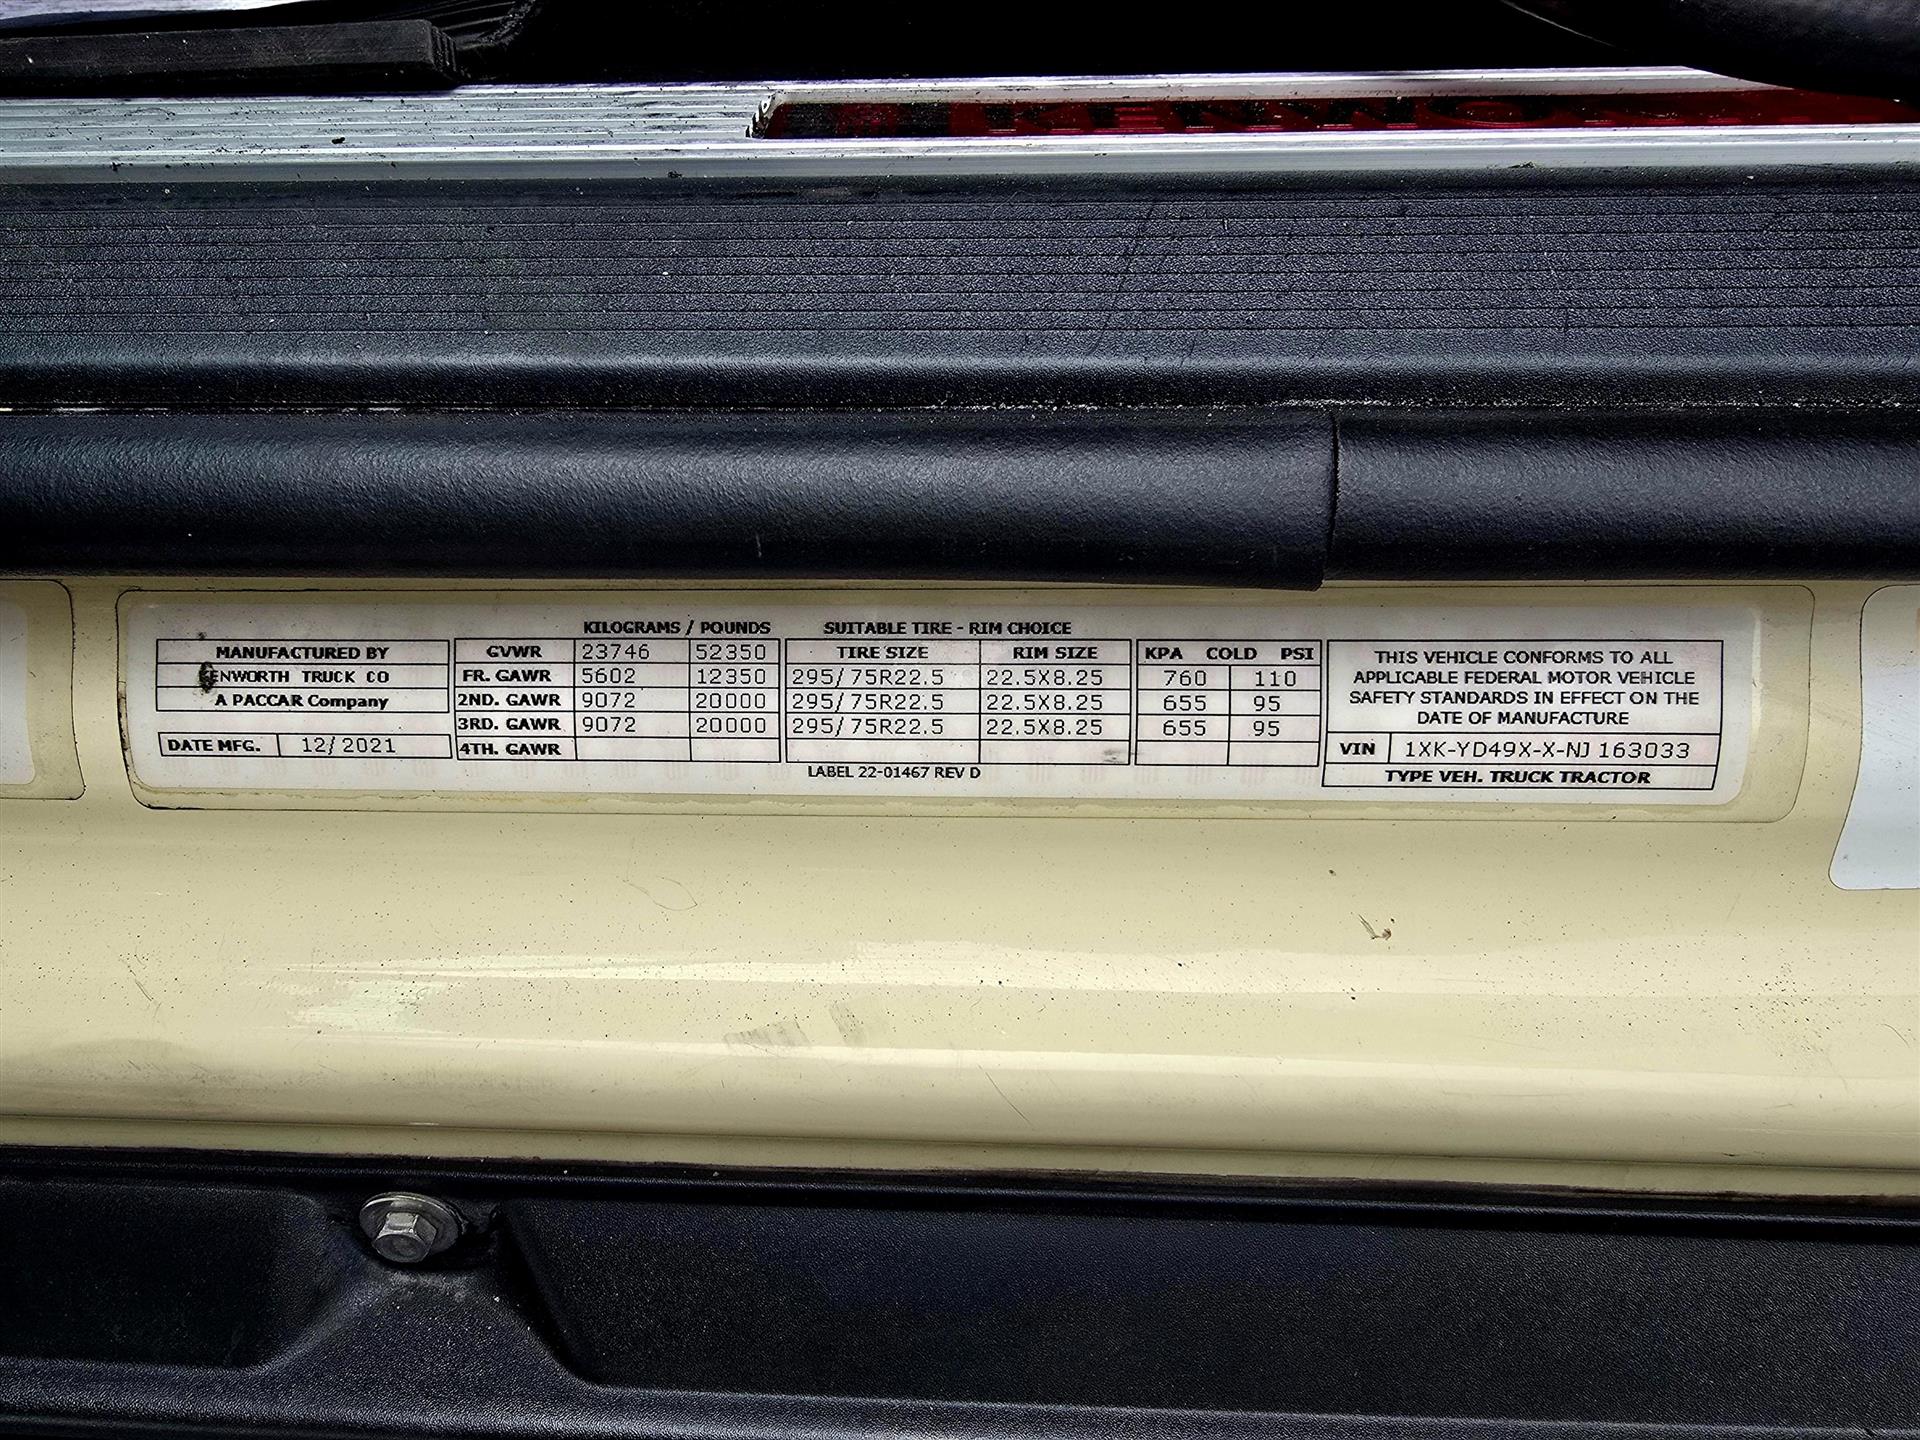 KENWO
KILOGRAMS / POUNDS SUITABLE TIRE - RIM CHOICE
MANUFACTURED BY
KENWORTH TRUCK CO
A PACCAR Company
DATE MFG. 12/2021
GVWR 23746 52350
FR. GAWR 5602 12350
2ND. GAWR 9072 20000
3RD. GAWR 9072 20000
4TH. GAWR
TIRE SIZE RIM SIZE
295/75R22.5 22.5X8.25
295/75R22.5 22.5X8.25
295/75R22.5 22.5X8.25
LABEL 22-01467 REV D
KPA COLD PSI
760 110
655 95
655 95
THIS VEHICLE CONFORMS TO ALL
APPLICABLE FEDERAL MOTOR VEHICLE
SAFETY STANDARDS IN EFFECT ON THE
DATE OF MANUFACTURE
VIN 1XK-YD49X-X-NJ 163033
TYPE VEH. TRUCK TRACTOR